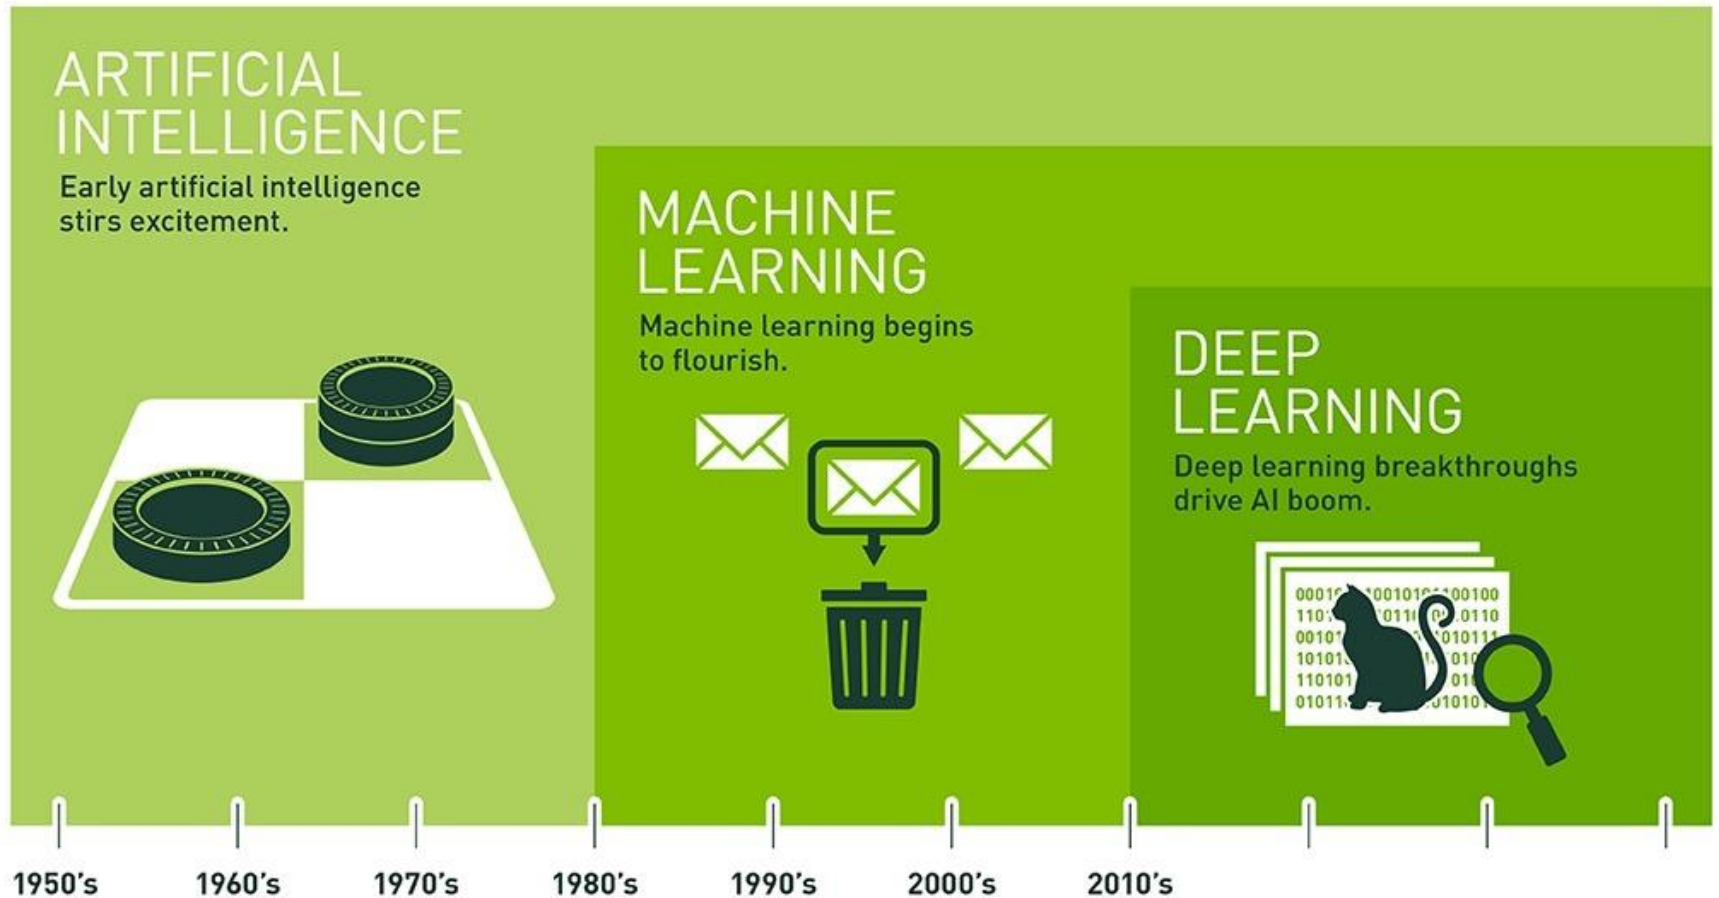 ARTIFICIAL
INTELLIGENCE
Early artificial intelligence
stirs excitement.
MACHINE
LEARNING
Machine learning begins
to flourish.
DEEP
LEARNING
Deep learning breakthroughs
drive AI boom.
1950's 1960's 1970's 1980's 1990's 2000's 2010's